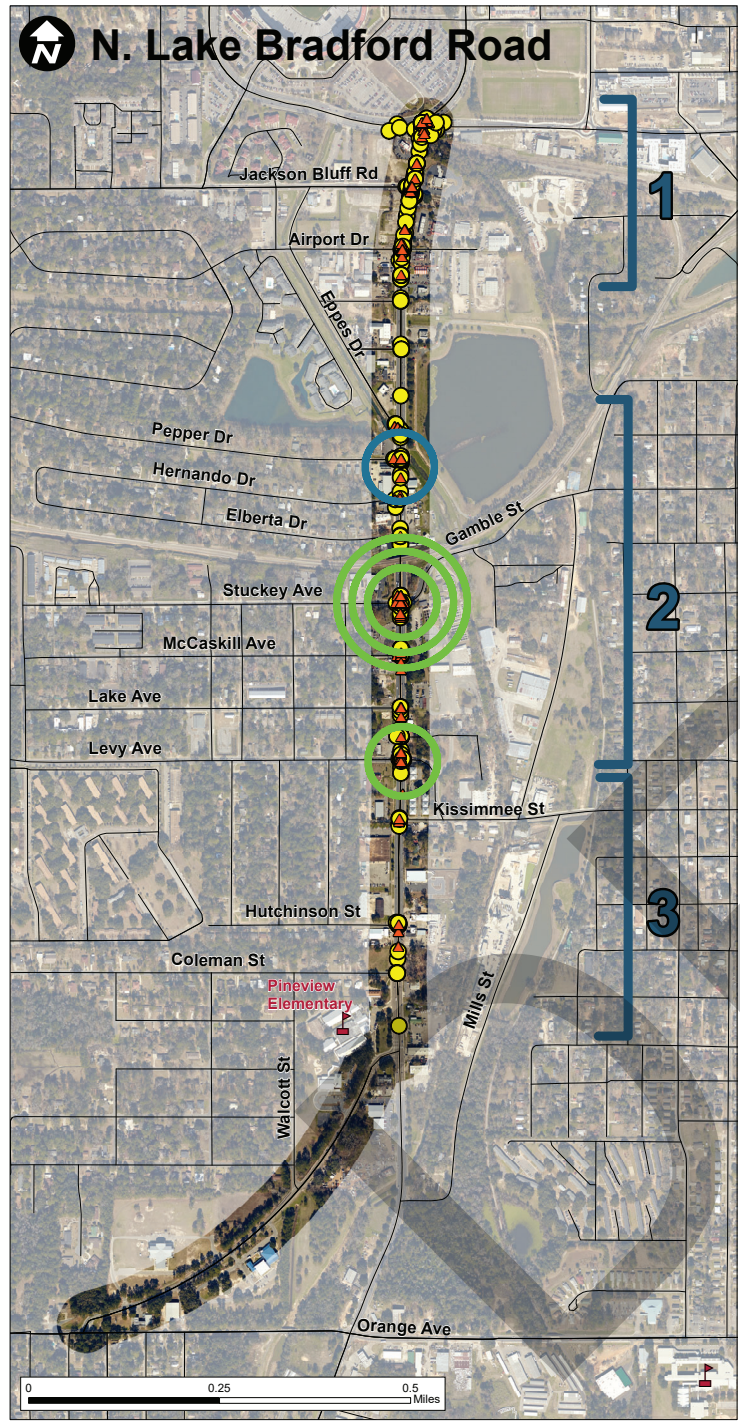 N
N. Lake Bradford Road
Jackson Bluff Rd
1
Airport Dr
Eppes Dr
Pepper Dr
Hernando Dr
Elberta Dr
Gamble St
Stuckey Ave
2
McCaskill Ave
Lake Ave
Levy Ave
Kissimmee St
Hutchinson St
3
Coleman St
Pineview
Elementary
Mills St
Walcott St
Orange Ave
0 0.25 0.5
Miles